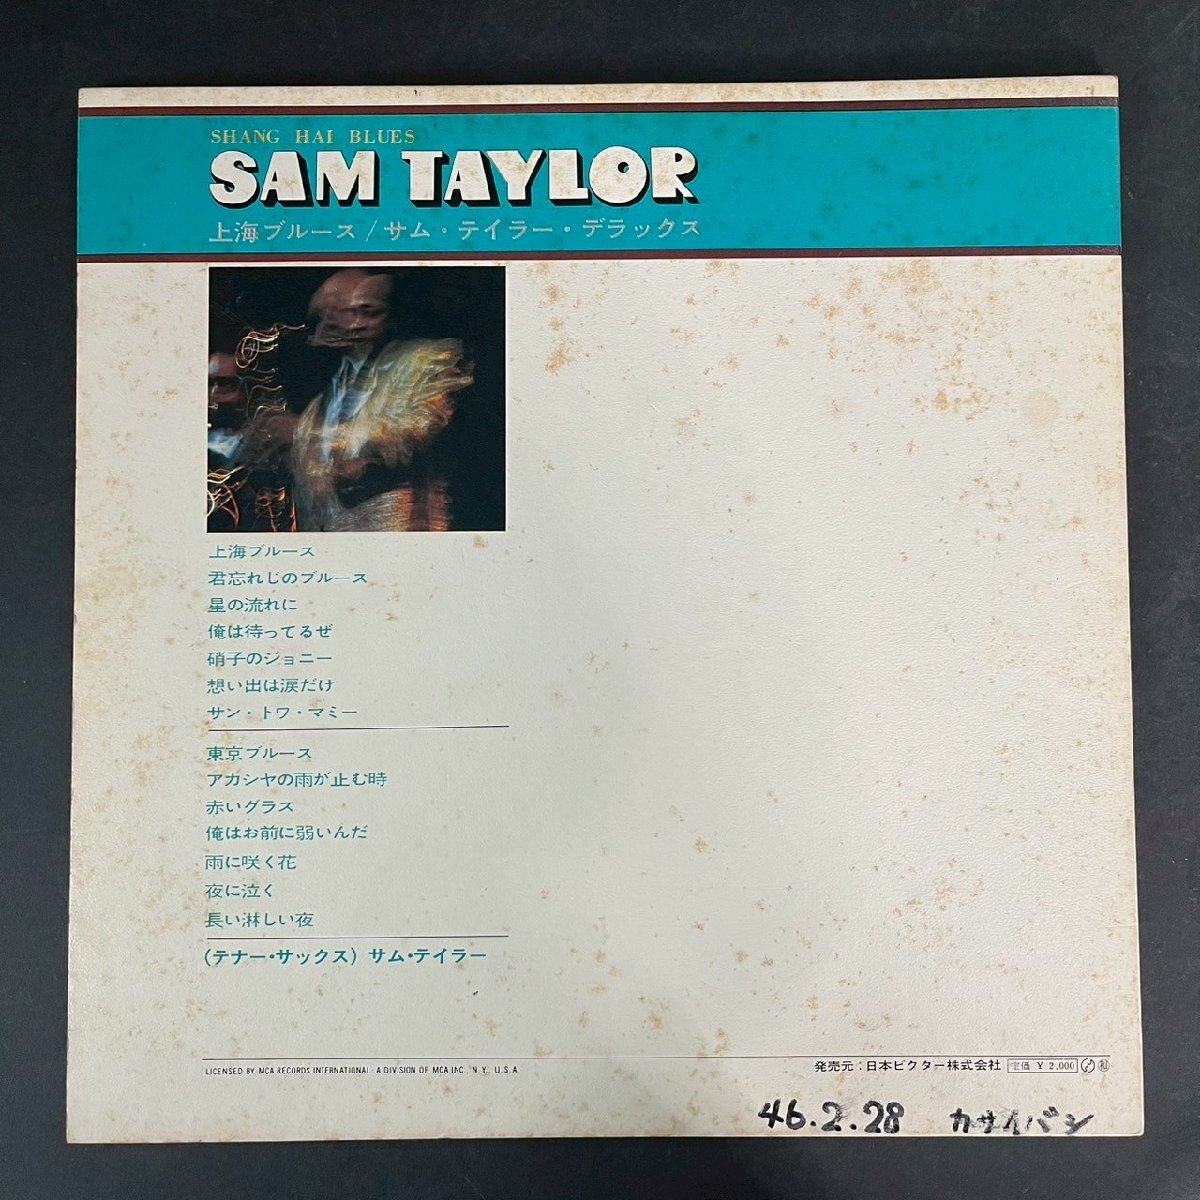 SHANG HAI BLUES
SAM TAYLOR
上海ブルース/サム・テイラー・デラックス
上海ブルース
君忘れじのブルース
星の流れに
俺は待ってるぜ
硝子のジョニー
想い出は涙だけ
サン・トワ・マミー
東京ブルース
アカシヤの雨が止む時
赤いグラス
俺はお前に弱いんだ
雨に咲く花
夜に泣く
長い淋しい夜
(テナー・サックス) サム・テイラー
LICENSED BY MCA RECORDS INTERNATIONAL · A DIVISION OF MCA INC., N.Y., U.S.A.
発売元:日本ビクター株式会社 定価 ¥2,000
46.2.28 カサイバシ